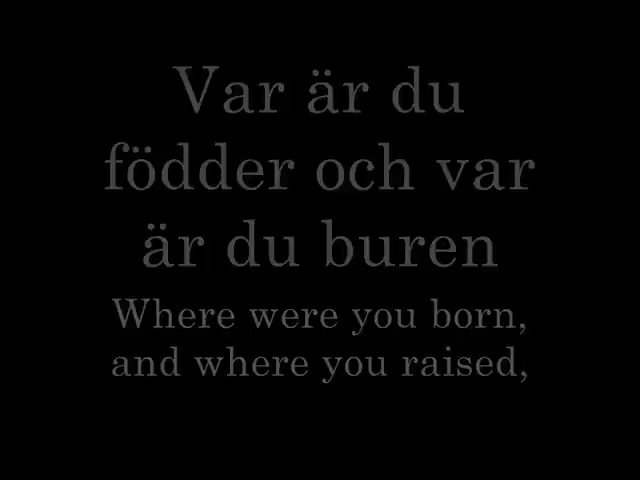 Var är du
födder och var
är du buren
Where were you born,
and where you raised,